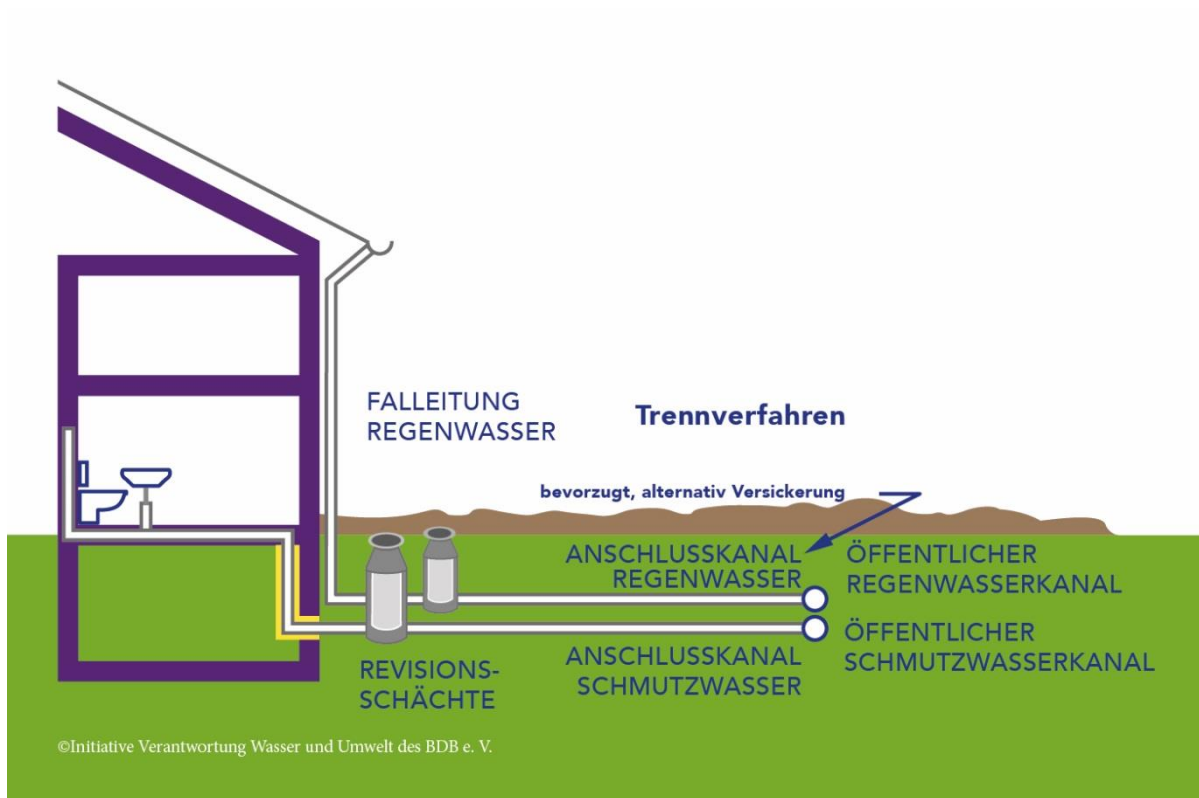 FALLEITUNG
REGENWASSER
Trennverfahren
bevorzugt, alternativ Versickerung
ANSCHLUSSKANAL
REGENWASSER
ÖFFENTLICHER
REGENWASSERKANAL
ÖFFENTLICHER
SCHMUTZWASSERKANAL
ANSCHLUSSKANAL
SCHMUTZWASSER
REVISIONS-
SCHÄCHTE
©Initiative Verantwortung Wasser und Umwelt des BDB e. V.